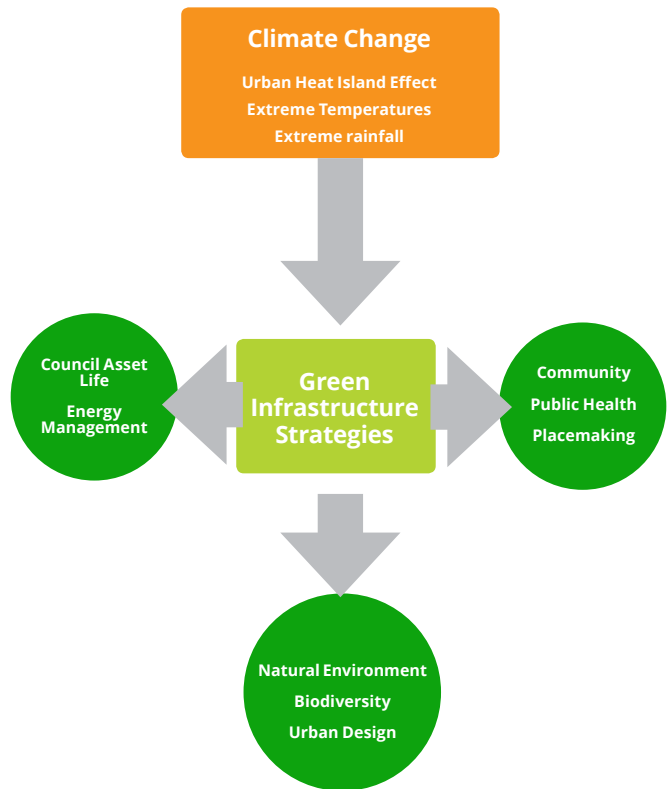 Climate Change
Urban Heat Island Effect
Extreme Temperatures
Extreme rainfall
Council Asset
Life
Energy
Management
Green
Infrastructure
Strategies
Community
Public Health
Placemaking
Natural Environment
Biodiversity
Urban Design